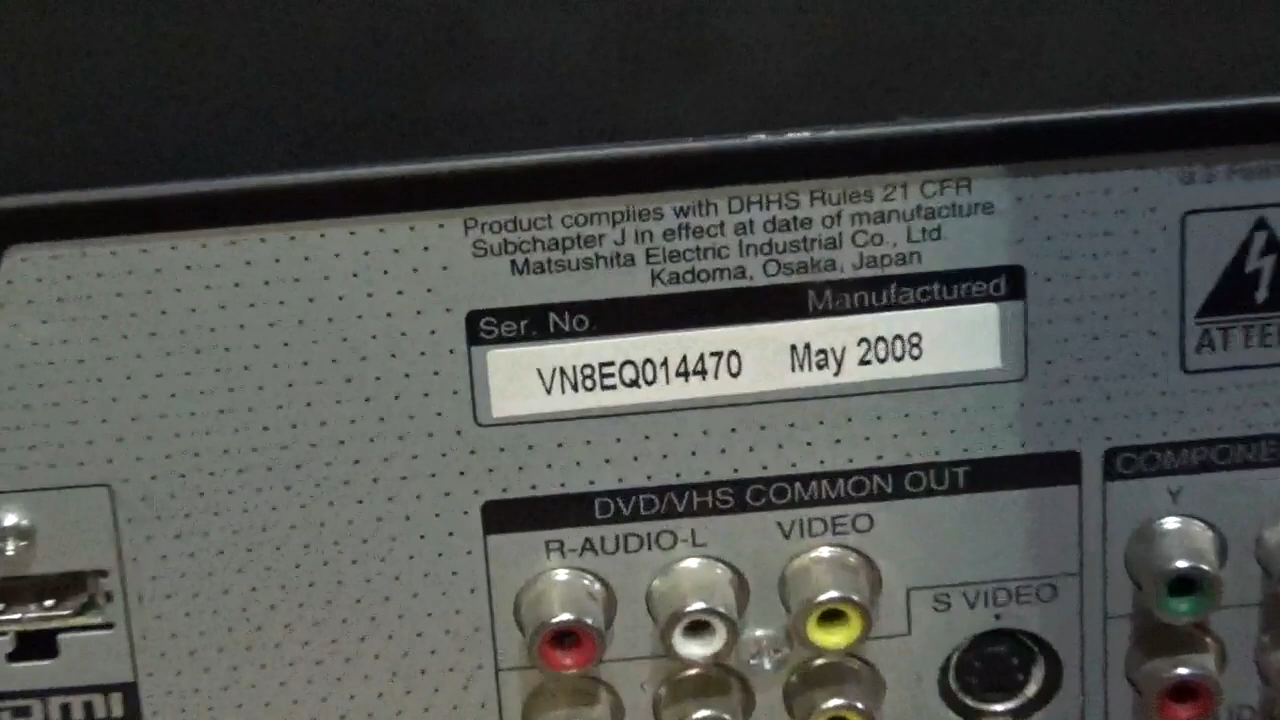 Product complies with DHHS Rules 21 CFR
Subchapter J in effect at date of manufacture
Matsushita Electric Industrial Co., Ltd.
Kadoma, Osaka, Japan
Ser. No. Manufactured
VN8EQ014470 May 2008
DVD/VHS COMMON OUT
R-AUDIO-L VIDEO
S VIDEO
Y